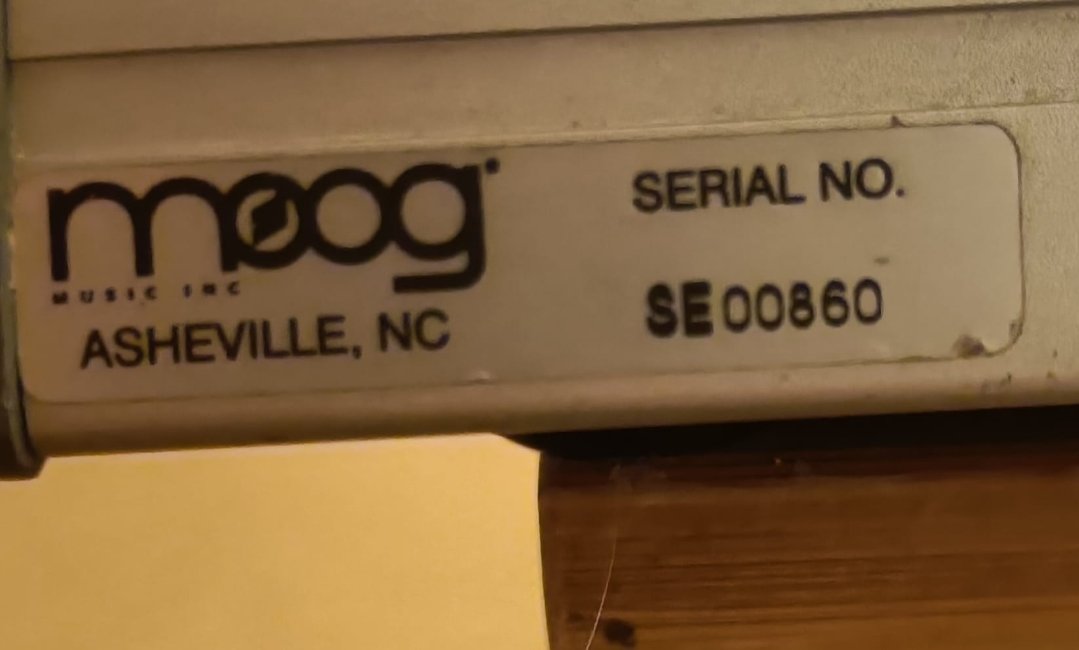 moog
MUSIC INC
ASHEVILLE, NC
SERIAL NO.
SE00860